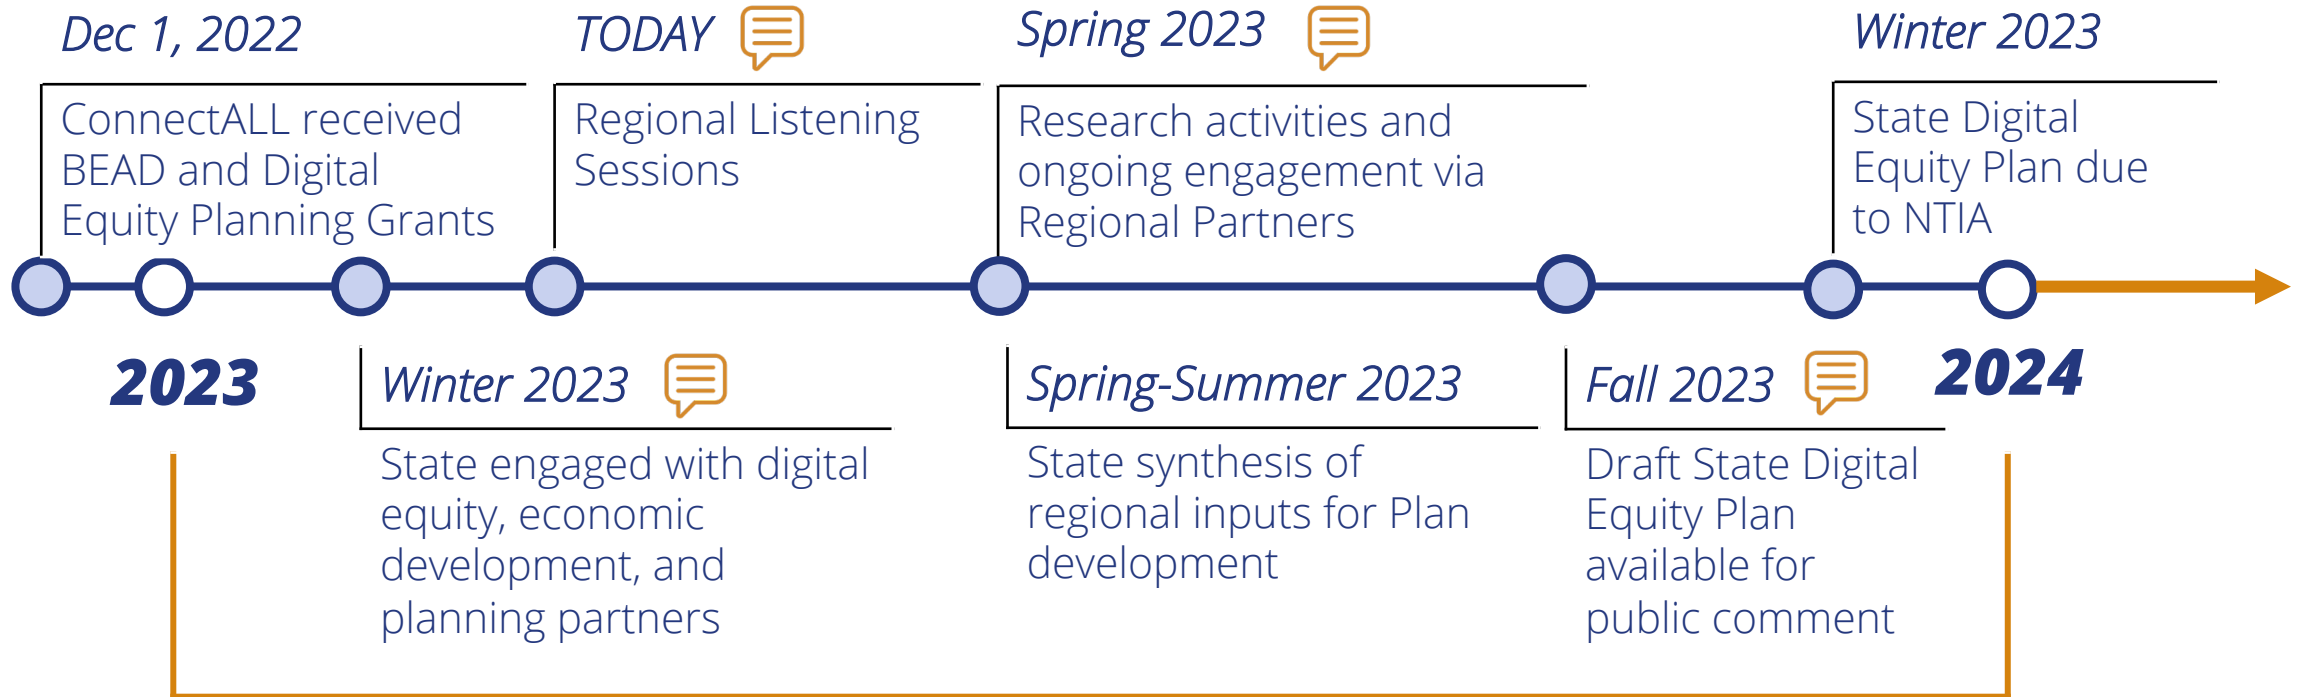 Dec 1, 2022
ConnectALL received
BEAD and Digital
Equity Planning Grants
TODAY
Regional Listening
Sessions
Spring 2023
Research activities and
ongoing engagement via
Regional Partners
Winter 2023
State Digital
Equity Plan due
to NTIA
2023
Winter 2023
State engaged with digital
equity, economic
development, and
planning partners
Spring-Summer 2023
State synthesis of
regional inputs for Plan
development
Fall 2023
Draft State Digital
Equity Plan
available for
public comment
2024